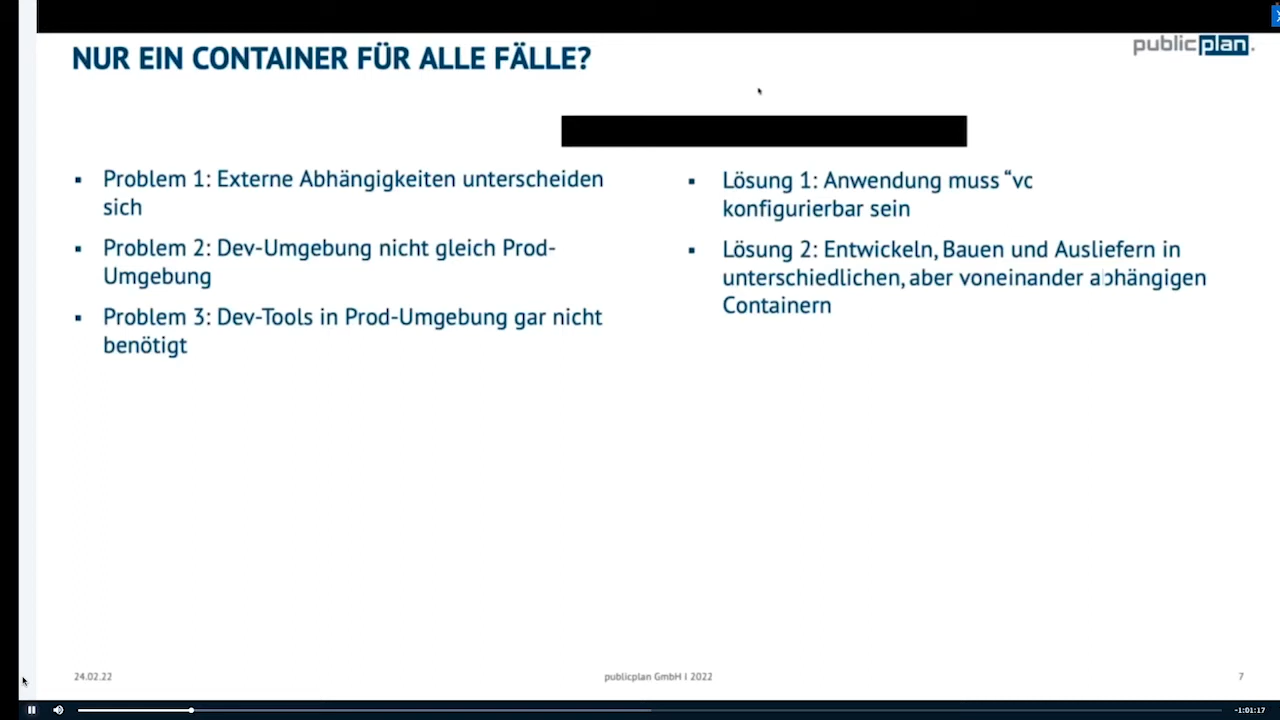 NUR EIN CONTAINER FÜR ALLE FÄLLE?
publicplan.
▪ Problem 1: Externe Abhängigkeiten unterscheiden
sich
▪ Problem 2: Dev-Umgebung nicht gleich Prod-
Umgebung
▪ Problem 3: Dev-Tools in Prod-Umgebung gar nicht
benötigt
▪ Lösung 1: Anwendung muss “vo
konfigurierbar sein
▪ Lösung 2: Entwickeln, Bauen und Ausliefern in
unterschiedlichen, aber voneinander abhängigen
Containern
24.02.22
publicplan GmbH I 2022
7
-1:01:17